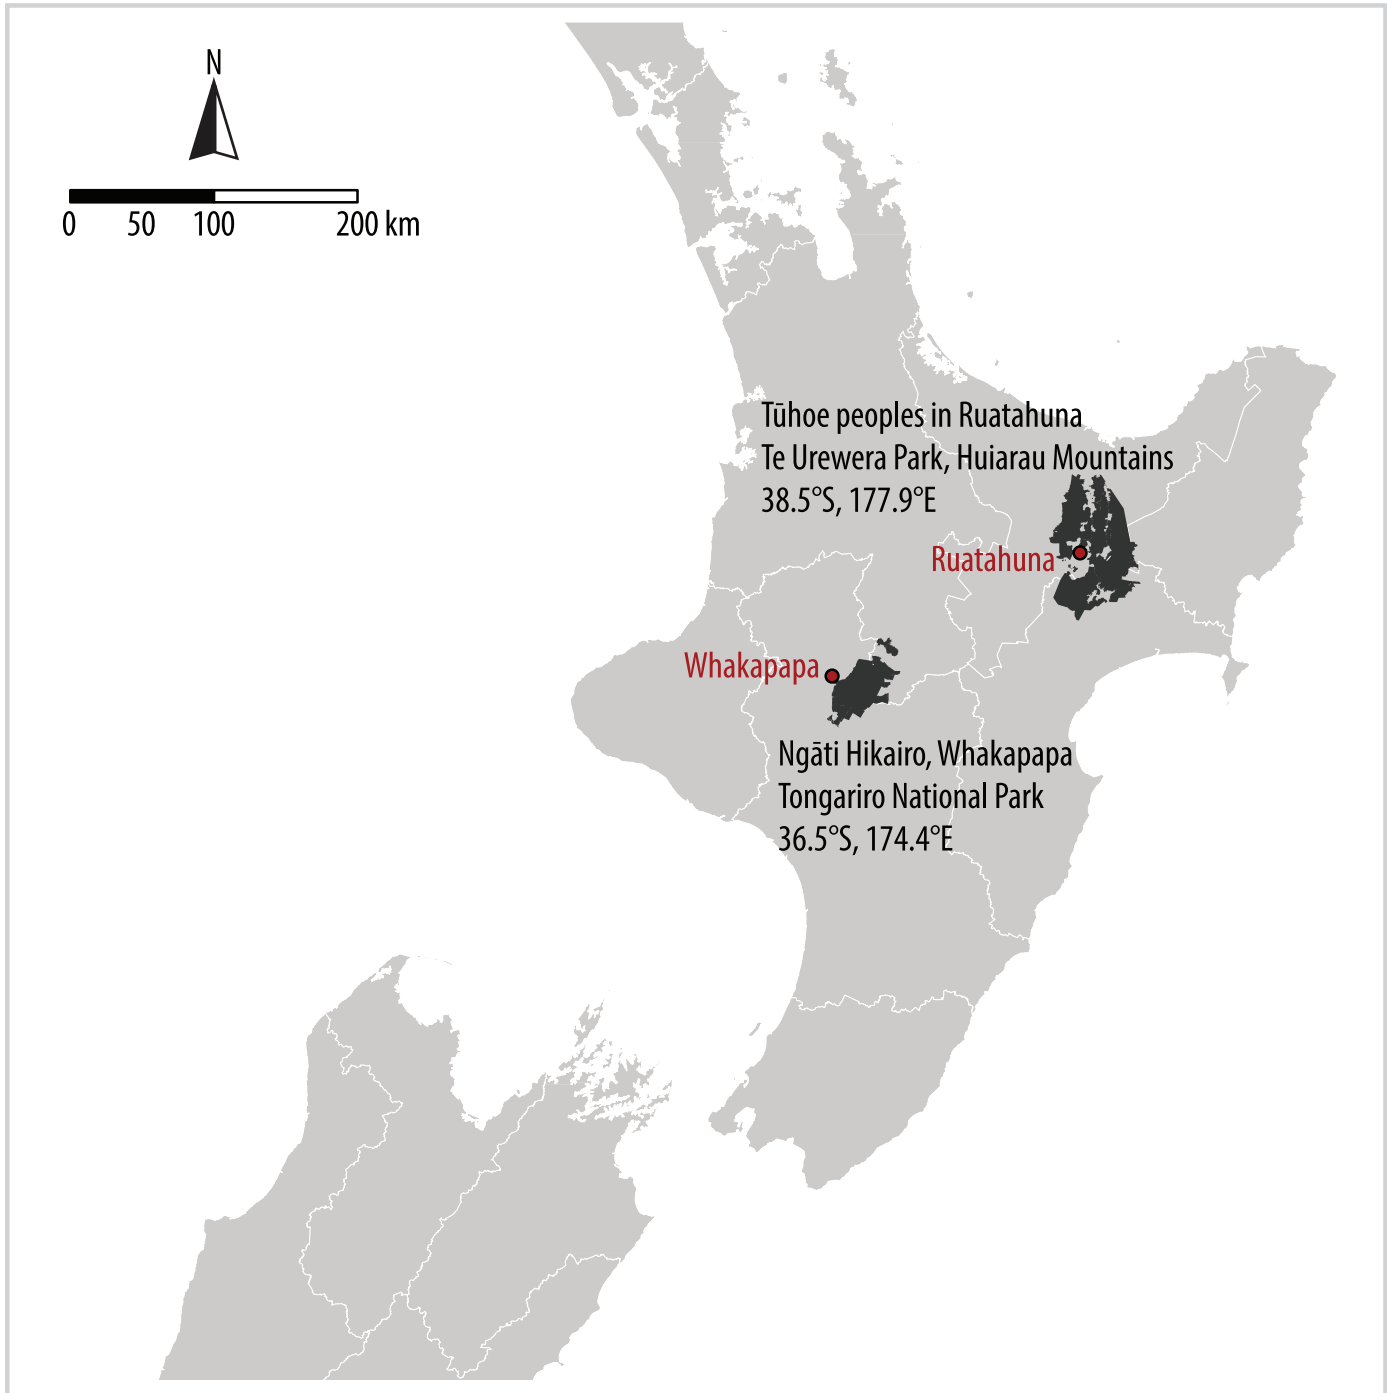 N
0 50 100 200 km
Tūhoe peoples in Ruatahuna
Te Urewera Park, Huiarau Mountains
38.5°S, 177.9°E
Ruatahuna
Whakapapa
Ngāti Hikairo, Whakapapa
Tongariro National Park
36.5°S, 174.4°E